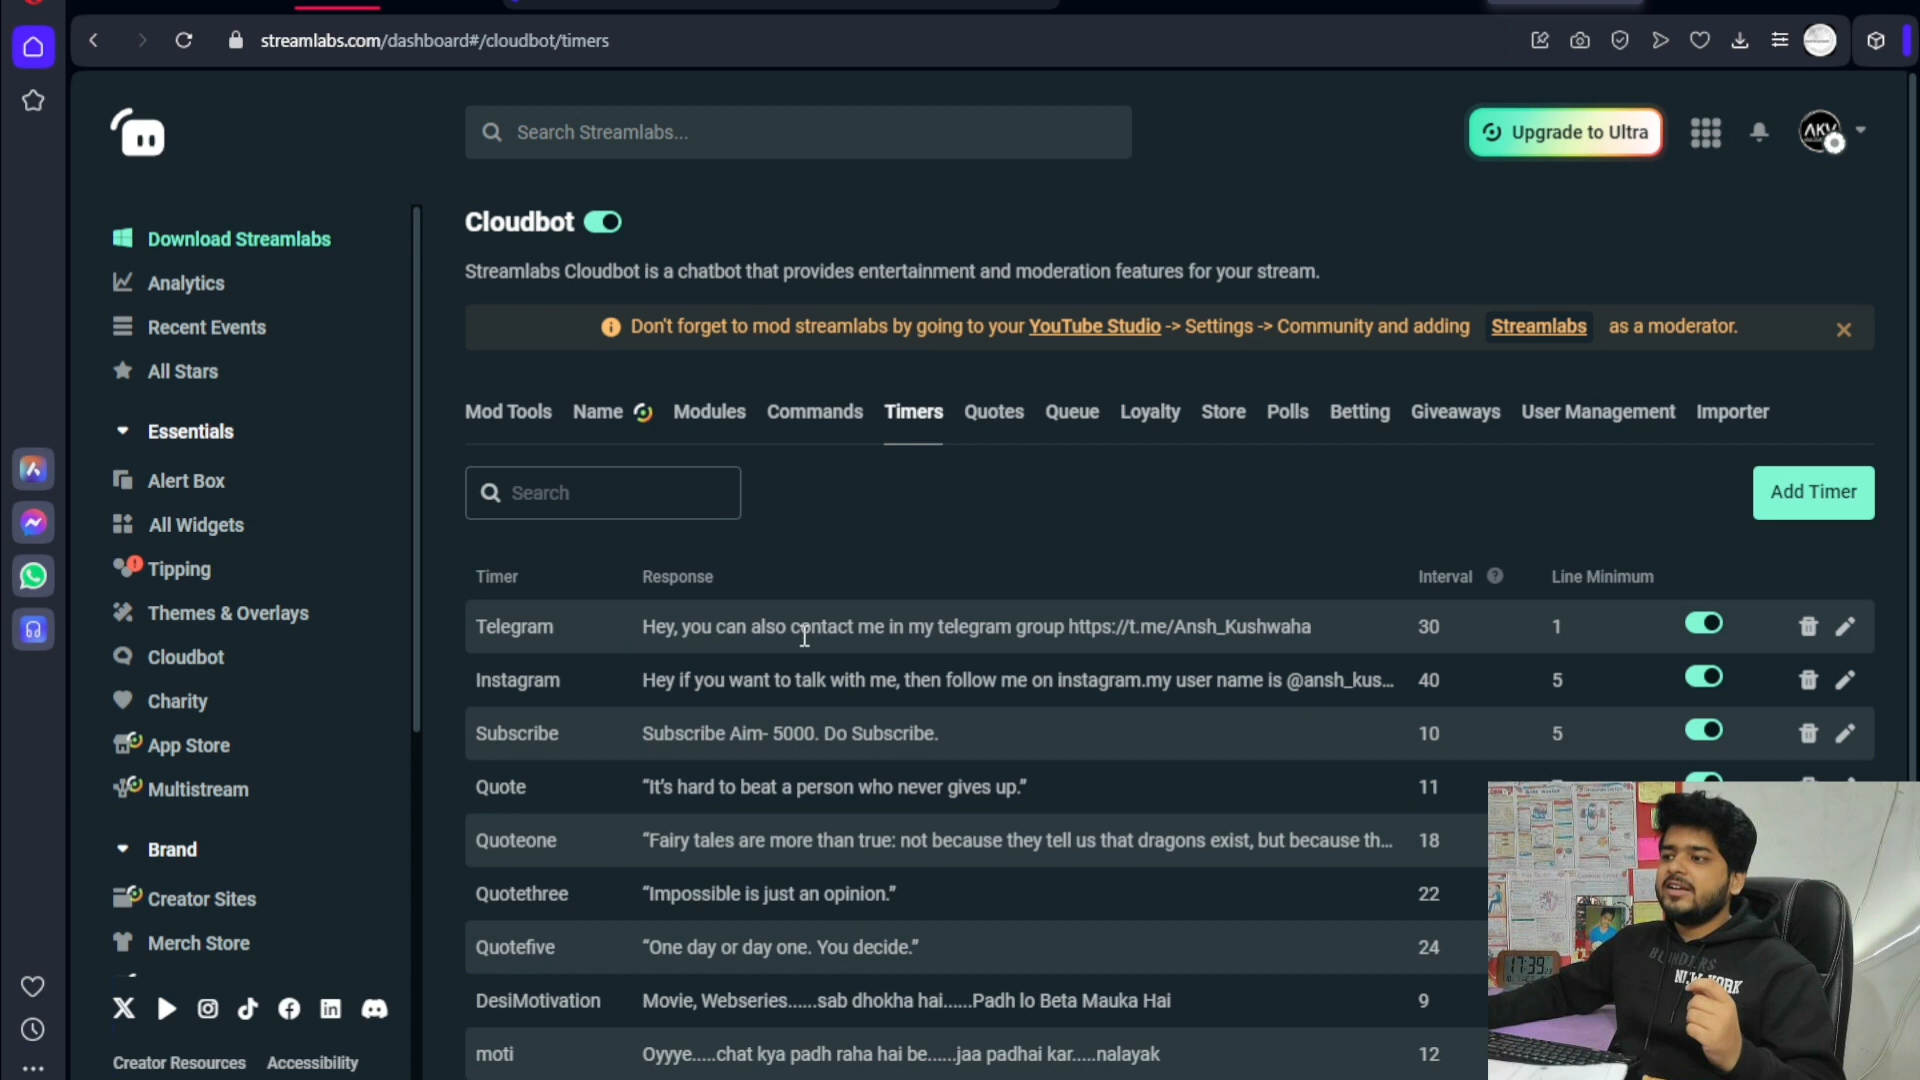 streamlabs.com/dashboard#/cloudbot/timers
Search Streamlabs...
Upgrade to Ultra
AKV
Download Streamlabs
Analytics
Recent Events
All Stars
Essentials
Alert Box
All Widgets
Tipping
Themes & Overlays
Cloudbot
Charity
App Store
Multistream
Brand
Creator Sites
Merch Store
Creator Resources Accessibility
Cloudbot
Streamlabs Cloudbot is a chatbot that provides entertainment and moderation features for your stream.
Don't forget to mod streamlabs by going to your YouTube Studio -> Settings -> Community and adding Streamlabs as a moderator.
Mod Tools Name Modules Commands Timers Quotes Queue Loyalty Store Polls Betting Giveaways User Management Importer
Search
Add Timer
Timer Response Interval ? Line Minimum
Telegram Hey, you can also contact me in my telegram group https://t.me/Ansh_Kushwaha 30 1
Instagram Hey if you want to talk with me, then follow me on instagram.my user name is @ansh_kus... 40 5
Subscribe Subscribe Aim- 5000. Do Subscribe. 10 5
Quote “It's hard to beat a person who never gives up.” 11
Quoteone “Fairy tales are more than true: not because they tell us that dragons exist, but because th... 18
Quotethree “Impossible is just an opinion.” 22
Quotefive “One day or day one. You decide.” 24
DesiMotivation Movie, Webseries......sab dhokha hai......Padh lo Beta Mauka Hai 9
moti Oyyye.....chat kya padh raha hai be......jaa padhai kar.....nalayak 12
17:39